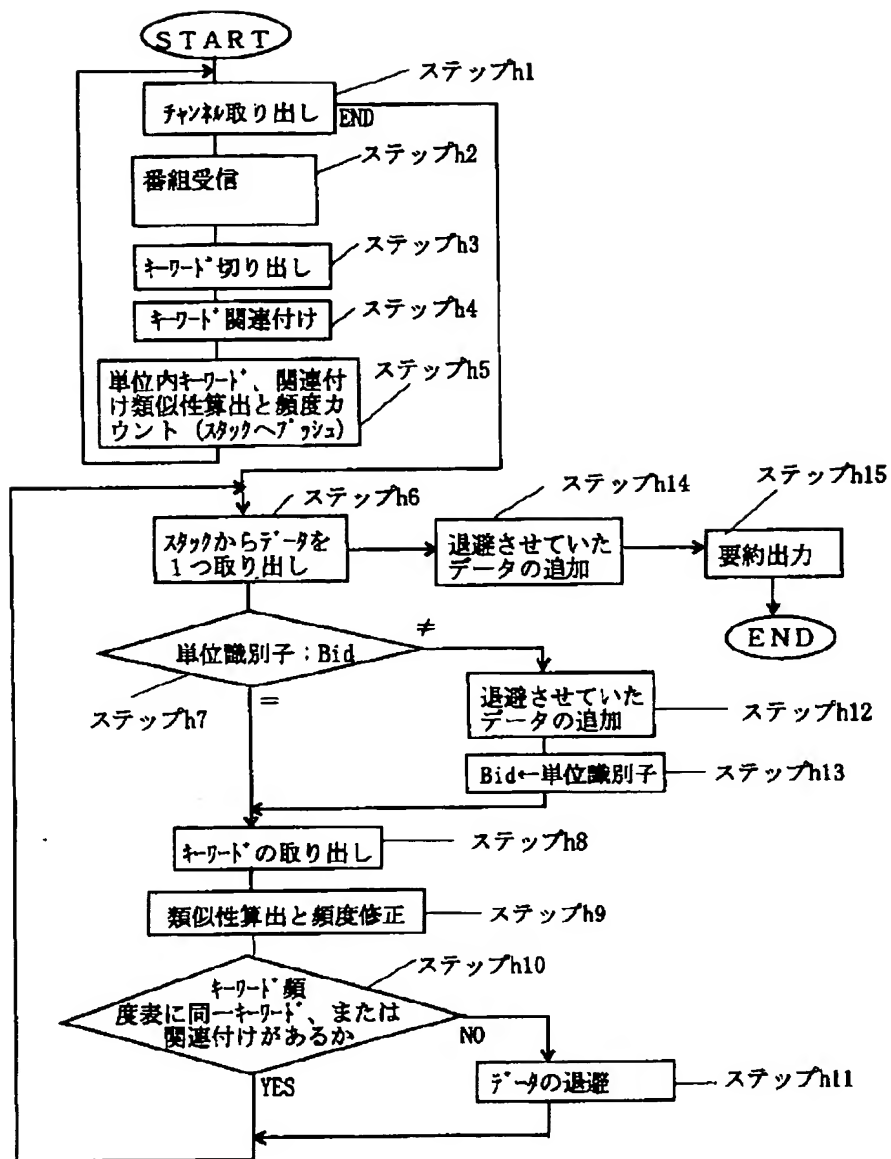 START
ステップh1
チャンネル取り出し
END
ステップh2
番組受信
ステップh3
キーワード切り出し
ステップh4
キーワード関連付け
ステップh5
単位内キーワード、関連付
け類似性算出と頻度カ
ウント(スタックへプッシュ)
ステップh6
スタックからデータを
1つ取り出し
ステップh14
退避させていた
データの追加
ステップh15
要約出力
END
単位識別子:Bid
≠
=
ステップh7
退避させていた
データの追加
ステップh12
Bid←単位識別子
ステップh13
キーワードの取り出し
ステップh8
類似性算出と頻度修正
ステップh9
ステップh10
キーワード頻
度表に同一キーワード、または
関連付けがあるか
NO
YES
データの退避
ステップh11